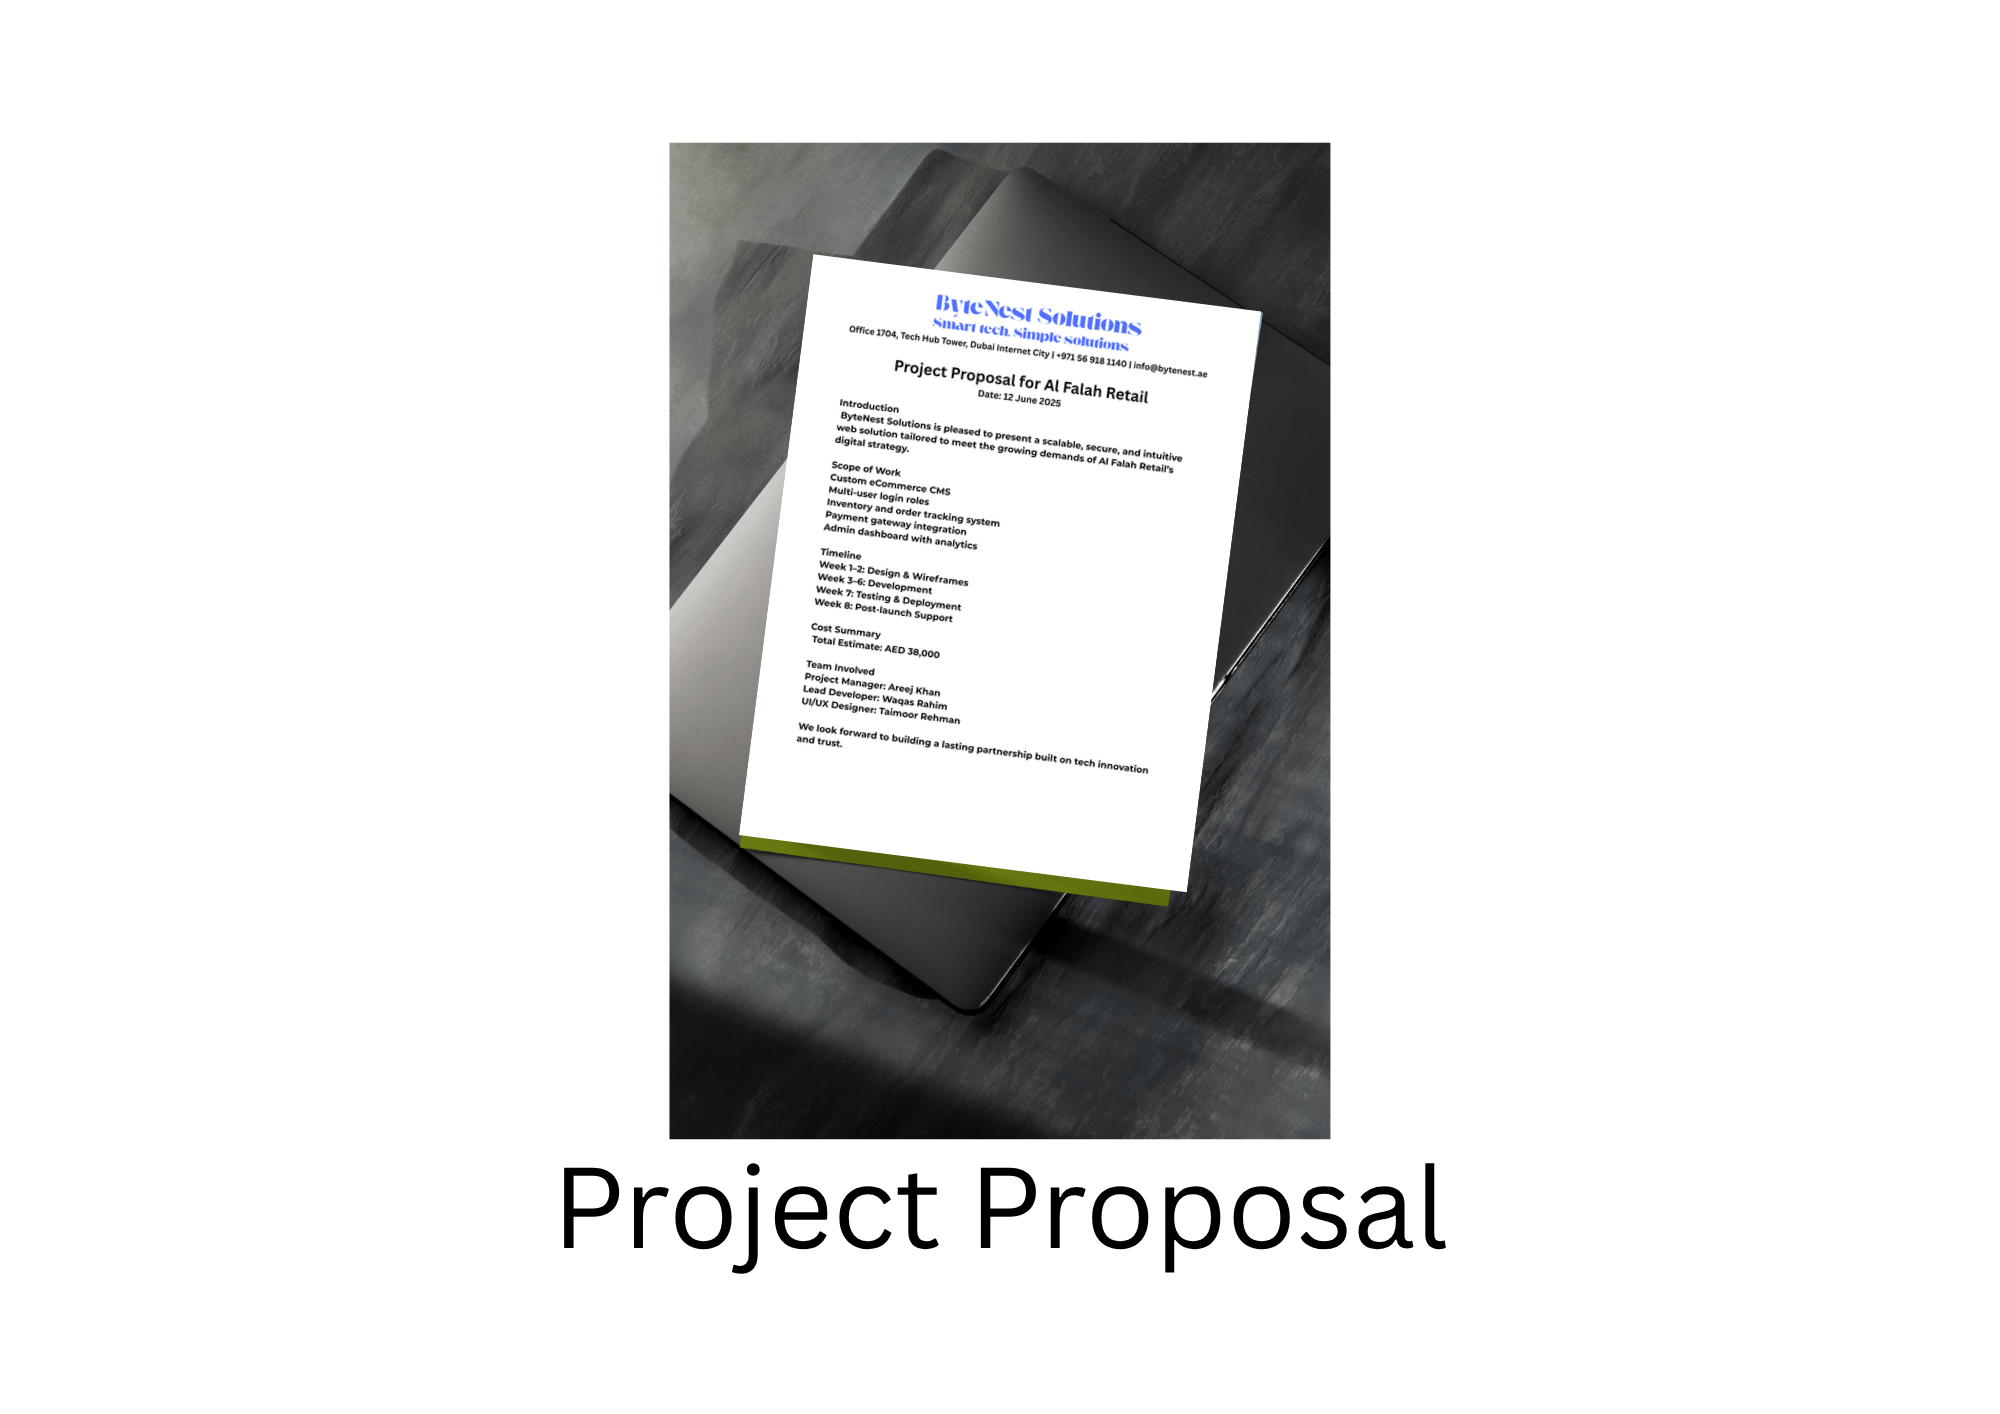 ByteNest Solutions
Smart tech. Simple Solutions
Office 1704, Tech Hub Tower, Dubai Internet City | +971 56 918 1140 | info@bytenest.ae
Project Proposal for Al Falah Retail
Date: 12 June 2025
Introduction
ByteNest Solutions is pleased to present a scalable, secure, and intuitive
web solution tailored to meet the growing demands of Al Falah Retail's
digital strategy.
Scope of Work
Custom eCommerce CMS
Multi-user login roles
Inventory and order tracking system
Payment gateway integration
Admin dashboard with analytics
Timeline
Week 1–2: Design & Wireframes
Week 3–6: Development
Week 7: Testing & Deployment
Week 8: Post-launch Support
Cost Summary
Total Estimate: AED 38,000
Team Involved
Project Manager: Areej Khan
Lead Developer: Waqas Rahim
UI/UX Designer: Taimoor Rehman
We look forward to building a lasting partnership built on tech innovation
and trust.
Project Proposal